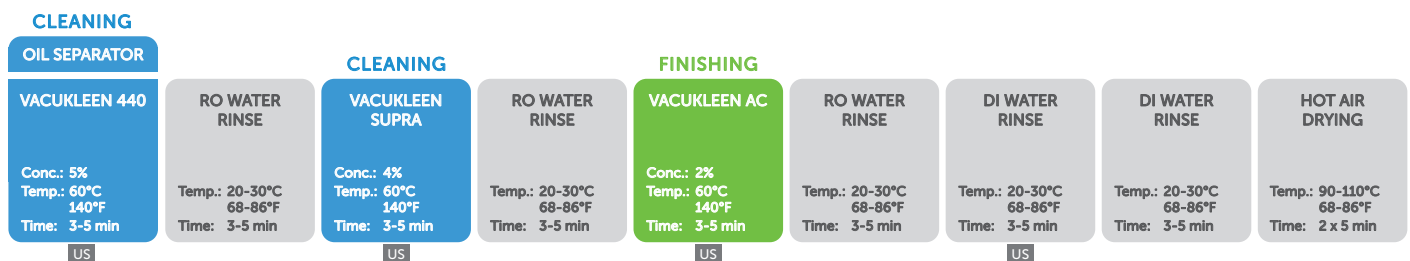 CLEANING
OIL SEPARATOR
VACUKLEEN 440
Conc.: 5%
Temp.: 60°C
140°F
Time: 3-5 min
US
RO WATER
RINSE
Temp.: 20-30°C
68-86°F
Time: 3-5 min
CLEANING
VACUKLEEN
SUPRA
Conc.: 4%
Temp.: 60°C
140°F
Time: 3-5 min
US
RO WATER
RINSE
Temp.: 20-30°C
68-86°F
Time: 3-5 min
FINISHING
VACUKLEEN AC
Conc.: 2%
Temp.: 60°C
140°F
Time: 3-5 min
US
RO WATER
RINSE
Temp.: 20-30°C
68-86°F
Time: 3-5 min
DI WATER
RINSE
Temp.: 20-30°C
68-86°F
Time: 3-5 min
US
DI WATER
RINSE
Temp.: 20-30°C
68-86°F
Time: 3-5 min
HOT AIR
DRYING
Temp.: 90-110°C
68-86°F
Time: 2 x 5 min